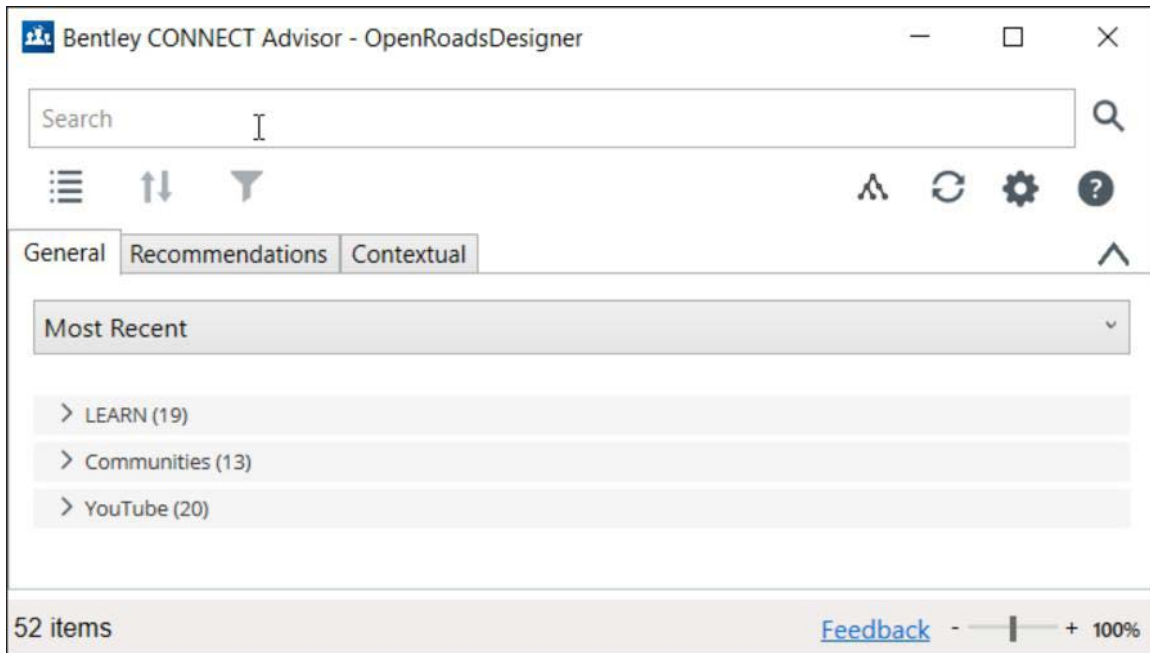 Bentley CONNECT Advisor - OpenRoadsDesigner
Search
?
General Recommendations Contextual
Most Recent
LEARN (19)
Communities (13)
YouTube (20)
52 items Feedback - + 100%